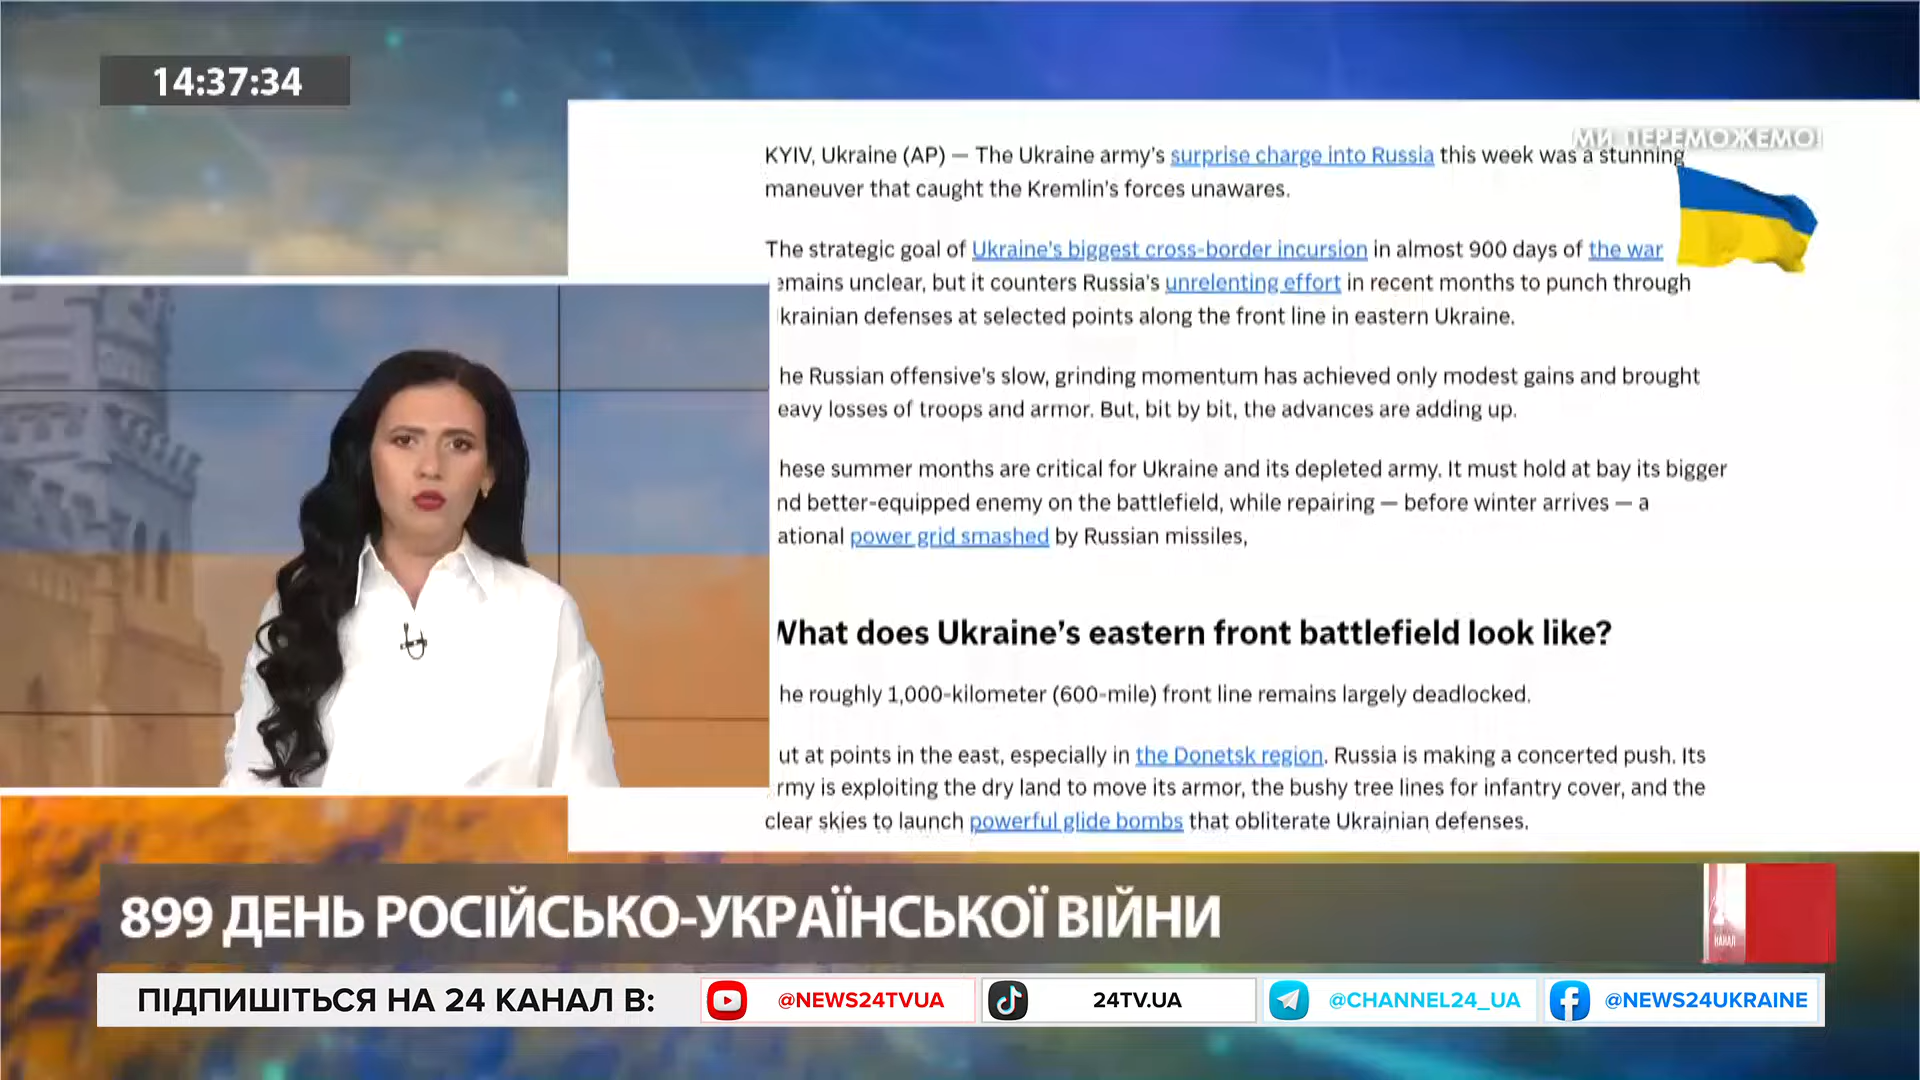 14:37:34
МИ ПЕРЕМОЖЕМО!
KYIV, Ukraine (AP) — The Ukraine army's surprise charge into Russia this week was a stunning
maneuver that caught the Kremlin's forces unawares.
The strategic goal of Ukraine's biggest cross-border incursion in almost 900 days of the war
emains unclear, but it counters Russia's unrelenting effort in recent months to punch through
krainian defenses at selected points along the front line in eastern Ukraine.
he Russian offensive's slow, grinding momentum has achieved only modest gains and brought
eavy losses of troops and armor. But, bit by bit, the advances are adding up.
hese summer months are critical for Ukraine and its depleted army. It must hold at bay its bigger
nd better-equipped enemy on the battlefield, while repairing — before winter arrives — a
ational power grid smashed by Russian missiles,
What does Ukraine's eastern front battlefield look like?
he roughly 1,000-kilometer (600-mile) front line remains largely deadlocked.
ut at points in the east, especially in the Donetsk region. Russia is making a concerted push. Its
rmy is exploiting the dry land to move its armor, the bushy tree lines for infantry cover, and the
clear skies to launch powerful glide bombs that obliterate Ukrainian defenses.
899 ДЕНЬ РОСІЙСЬКО-УКРАЇНСЬКОЇ ВІЙНИ
КАНАЛ
ПІДПИШІТЬСЯ НА 24 КАНАЛ В:
@NEWS24TVUA
24TV.UA
@CHANNEL24_UA
@NEWS24UKRAINE